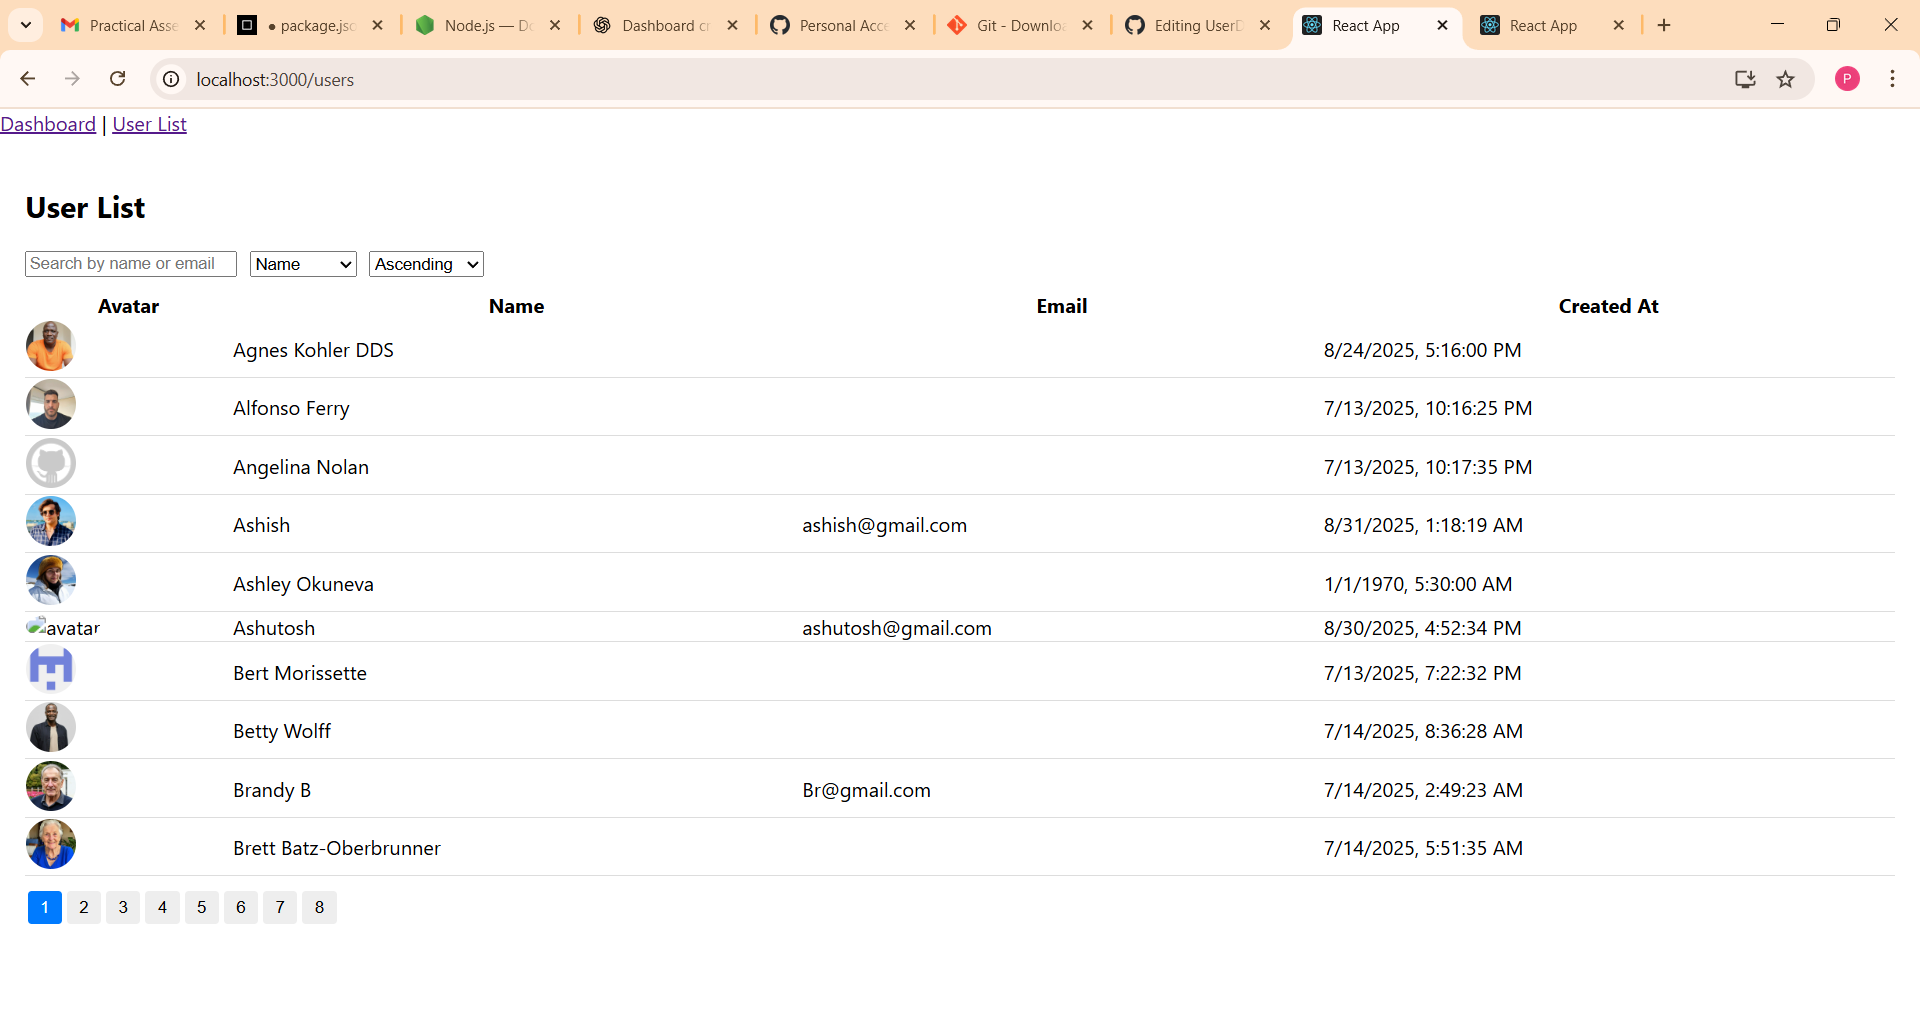 Practical Asse
● package.jso
Node.js — Do
Dashboard cr
Personal Acce
Git - Downloa
Editing UserD
React App
React App
localhost:3000/users
P
Dashboard | User List
User List
Search by name or email Name Ascending
Avatar Name Email Created At
Agnes Kohler DDS 8/24/2025, 5:16:00 PM
Alfonso Ferry 7/13/2025, 10:16:25 PM
Angelina Nolan 7/13/2025, 10:17:35 PM
Ashish ashish@gmail.com 8/31/2025, 1:18:19 AM
Ashley Okuneva 1/1/1970, 5:30:00 AM
avatar Ashutosh ashutosh@gmail.com 8/30/2025, 4:52:34 PM
Bert Morissette 7/13/2025, 7:22:32 PM
Betty Wolff 7/14/2025, 8:36:28 AM
Brandy B Br@gmail.com 7/14/2025, 2:49:23 AM
Brett Batz-Oberbrunner 7/14/2025, 5:51:35 AM
1 2 3 4 5 6 7 8